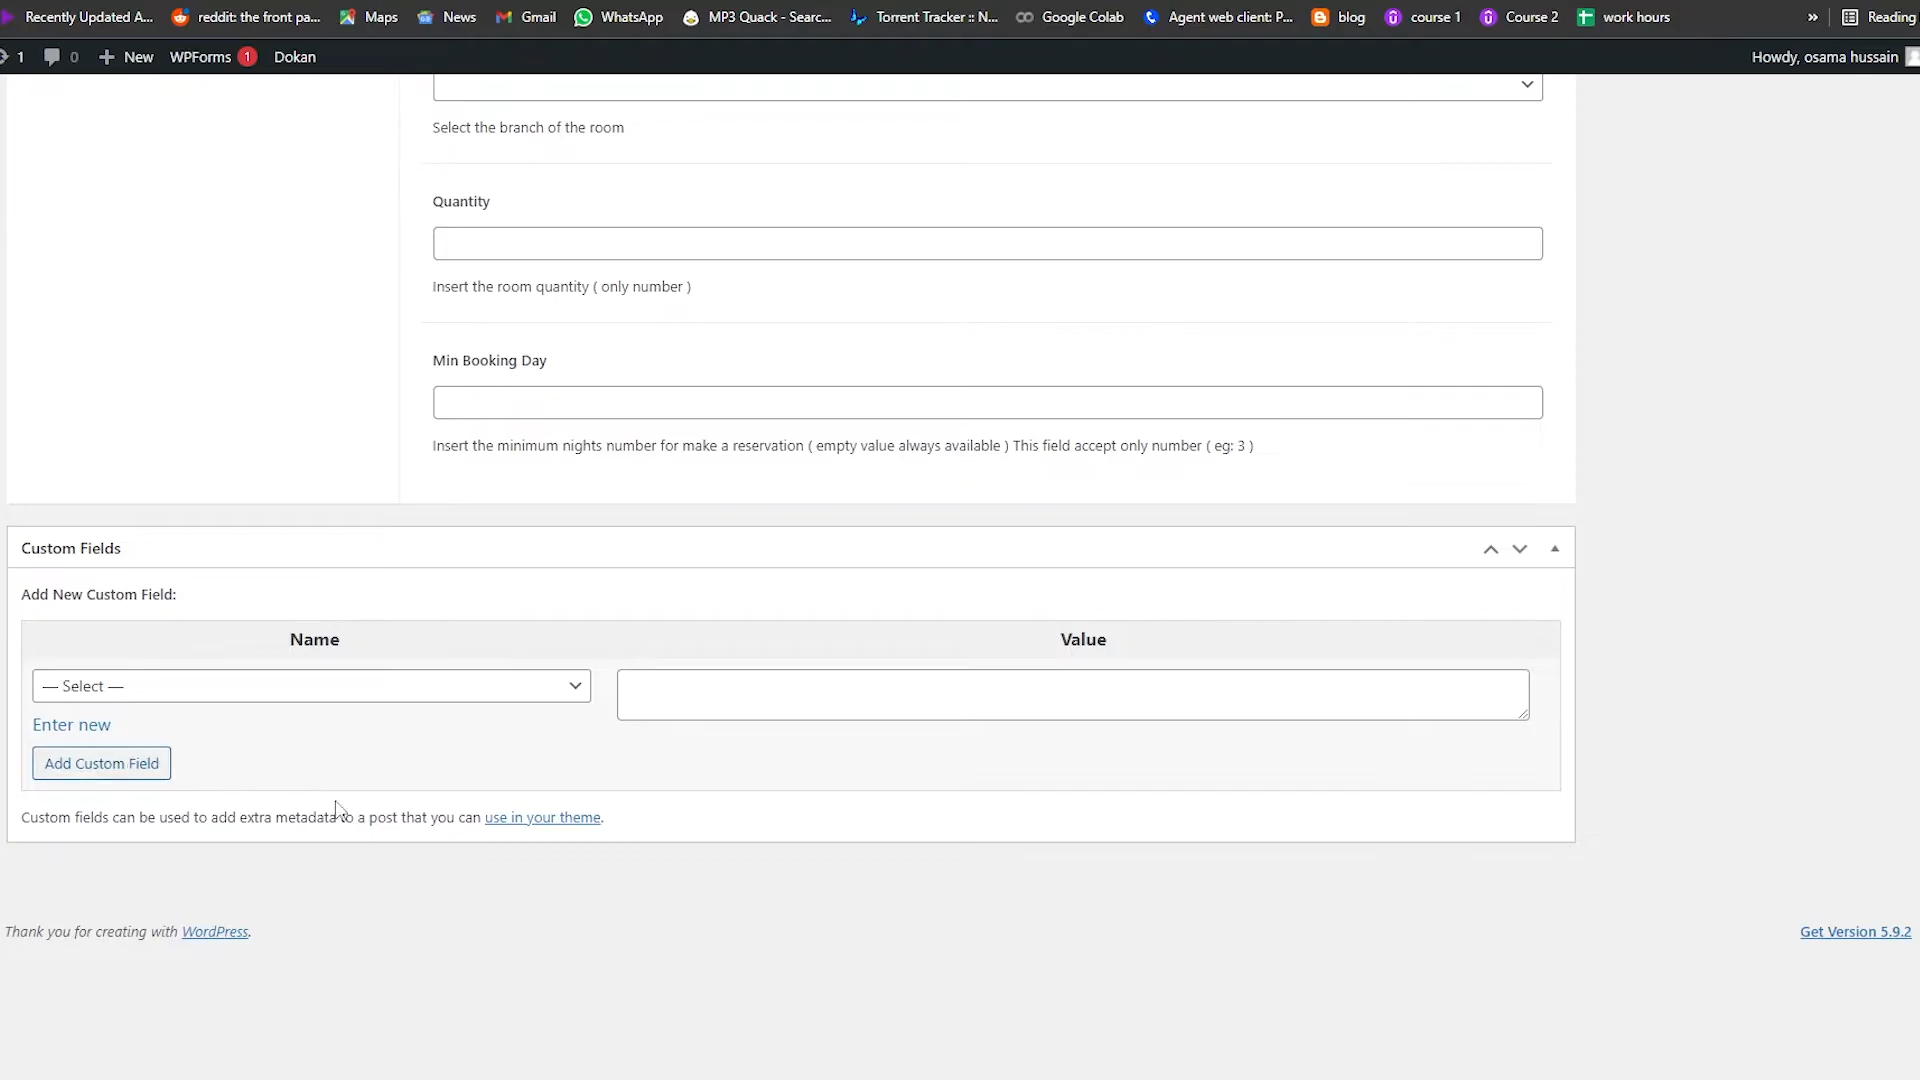 Recently Updated A... reddit: the front pa... Maps News Gmail WhatsApp MP3 Quack - Searc... Torrent Tracker :: N... Google Colab Agent web client: P... blog course 1 Course 2 work hours » Reading
1 0 New WPForms 1 Dokan Howdy, osama hussain
Select the branch of the room
Quantity
Insert the room quantity ( only number )
Min Booking Day
Insert the minimum nights number for make a reservation ( empty value always available ) This field accept only number ( eg: 3 )
Custom Fields
Add New Custom Field:
Name Value
— Select —
Enter new
Add Custom Field
Custom fields can be used to add extra metadata to a post that you can use in your theme.
Thank you for creating with WordPress. Get Version 5.9.2